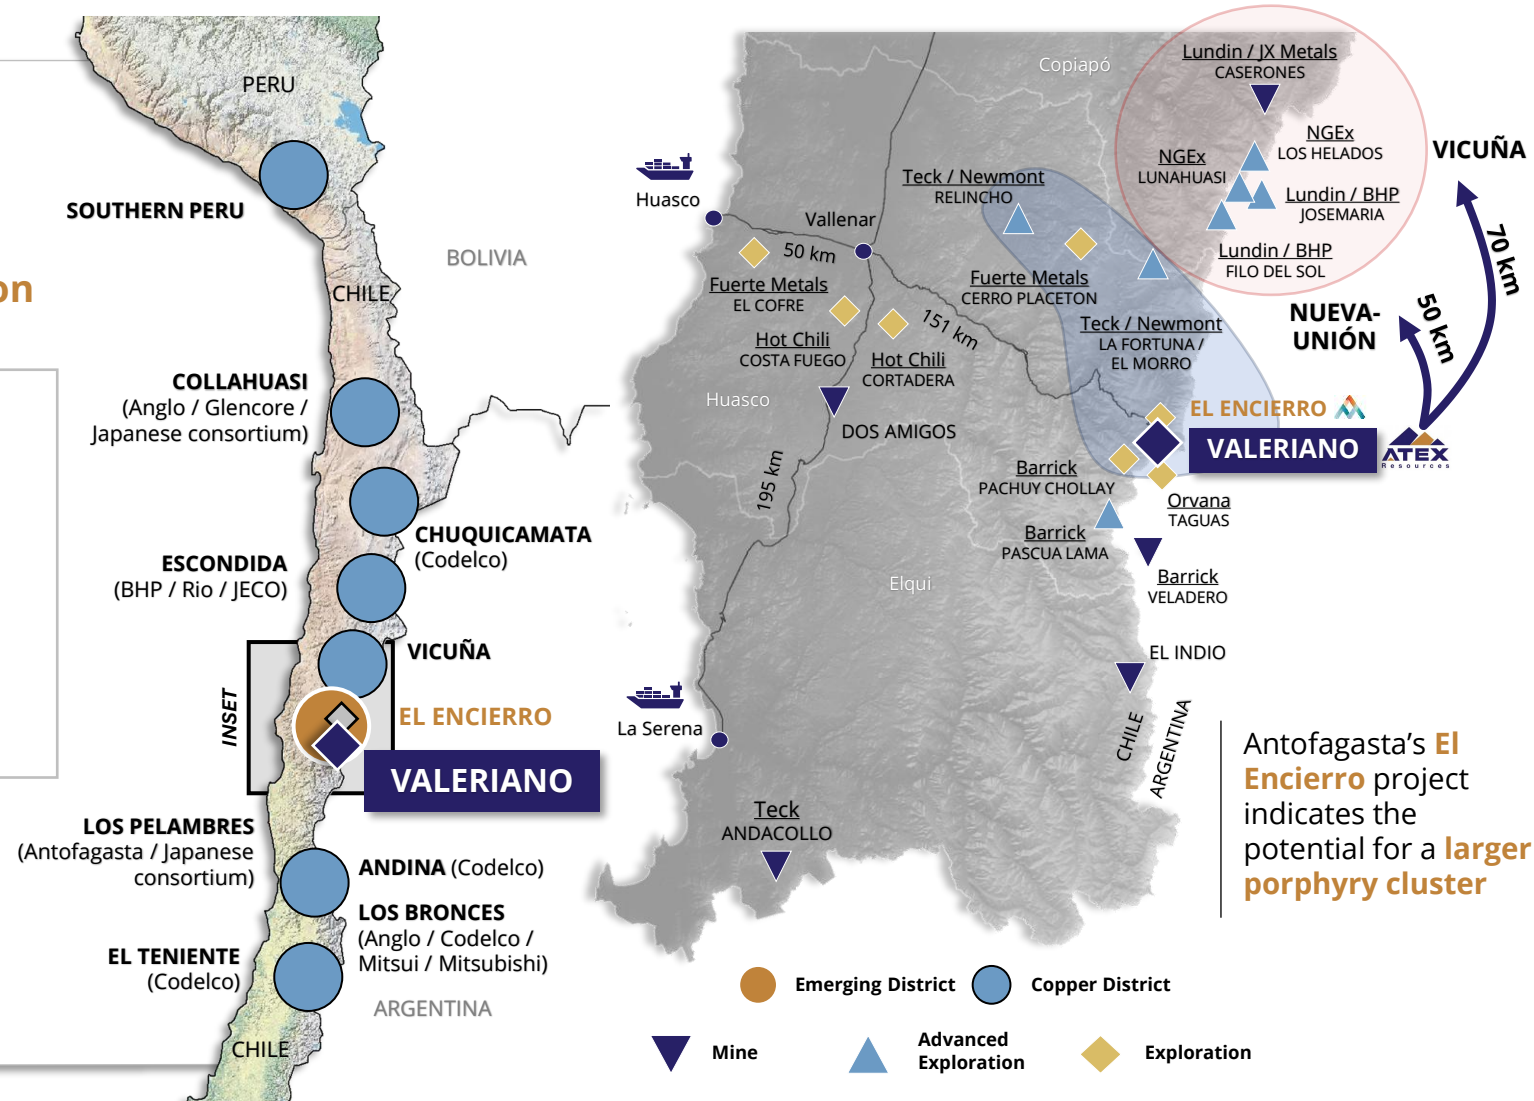 on
PERU
SOUTHERN PERU
BOLIVIA
CHILE
COLLAHUASI
(Anglo / Glencore /
Japanese consortium)
CHUQUICAMATA
(Codelco)
ESCONDIDA
(BHP / Rio / JECO)
VICUÑA
INSET
EL ENCIERRO
VALERIANO
LOS PELAMBRES
(Antofagasta / Japanese
consortium)
ANDINA (Codelco)
LOS BRONCES
(Anglo / Codelco /
Mitsui / Mitsubishi)
EL TENIENTE
(Codelco)
ARGENTINA
CHILE
Copiapó
Lundin / JX Metals
CASERONES
NGEx
LOS HELADOS
NGEx
LUNAHUASI
Lundin / BHP
JOSEMARIA
Lundin / BHP
FILO DEL SOL
VICUÑA
70 km
NUEVA-
UNIÓN
50 km
Huasco
Vallenar
50 km
Teck / Newmont
RELINCHO
Fuerte Metals
EL COFRE
Fuerte Metals
CERRO PLACETON
Hot Chili
COSTA FUEGO
Hot Chili
CORTADERA
151 km
Teck / Newmont
LA FORTUNA /
EL MORRO
Huasco
DOS AMIGOS
195 km
EL ENCIERRO
VALERIANO
ATEX
Resources
Barrick
PACHUY CHOLLAY
Orvana
TAGUAS
Barrick
PASCUA LAMA
Barrick
VELADERO
Elqui
EL INDIO
CHILE
ARGENTINA
La Serena
Teck
ANDACOLLO
Antofagasta’s El
Encierro project
indicates the
potential for a larger
porphyry cluster
Emerging District
Copper District
Mine
Advanced
Exploration
Exploration